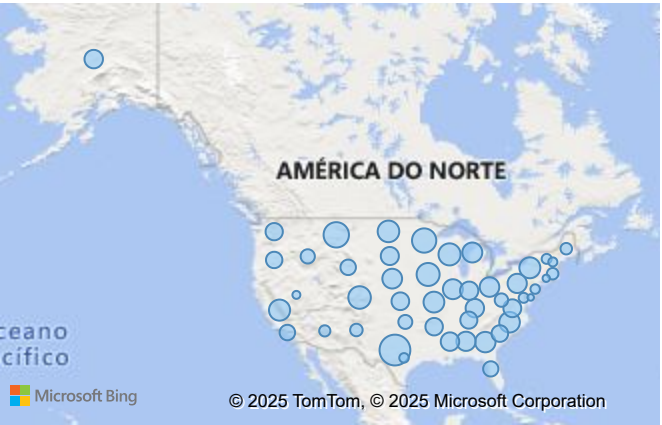 AMÉRICA DO NORTE
ceano
cífico
Microsoft Bing
© 2025 TomTom, © 2025 Microsoft Corporation